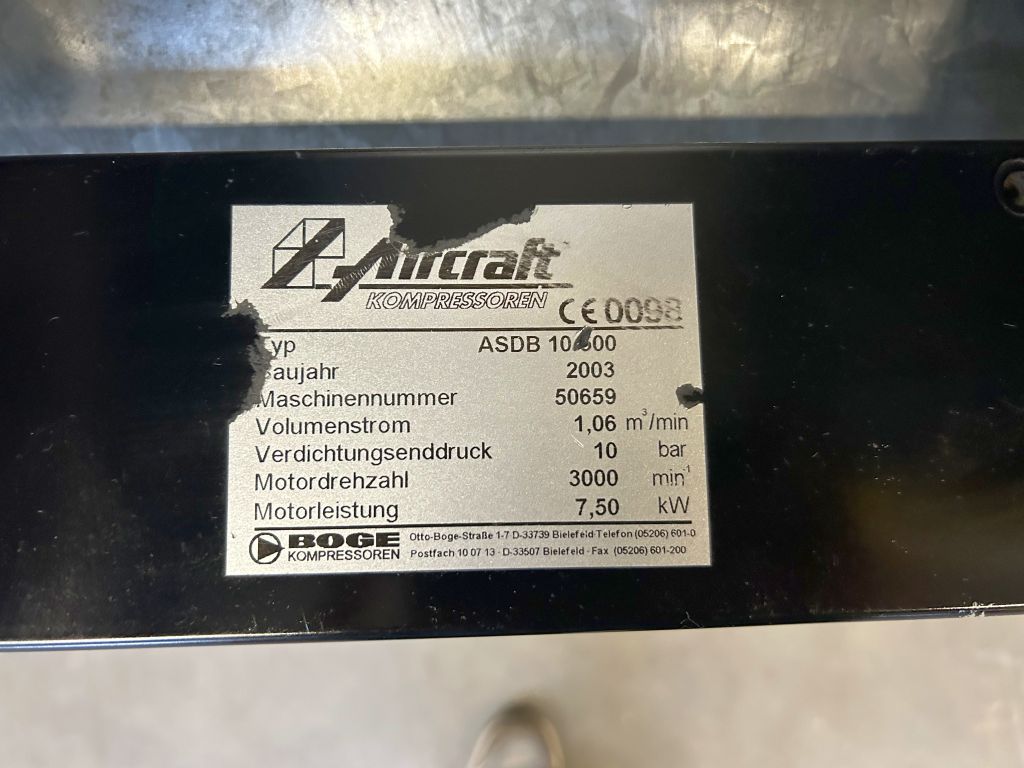 Aircraft
KOMPRESSOREN
CE 0098
yp ASDB 10/500
aujahr 2003
Maschinennummer 50659
Volumenstrom 1,06 m³/min
Verdichtungsenddruck 10 bar
Motordrehzahl 3000 min⁻¹
Motorleistung 7,50 kW
BOGE KOMPRESSOREN
Otto-Boge-Straße 1-7 D-33739 Bielefeld·Telefon (05206) 601-0
Postfach 10 07 13 · D-33507 Bielefeld · Fax (05206) 601-200